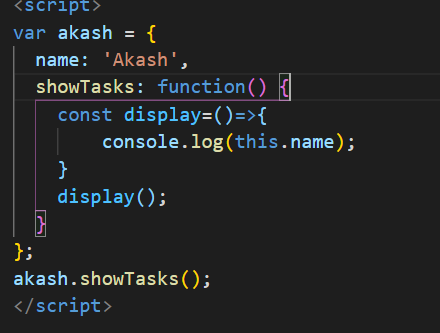 <script>
var akash = {
  name: 'Akash',
  showTasks: function() {
    const display=()=>{
        console.log(this.name);
    }
    display();
  }
};
akash.showTasks();
</script>